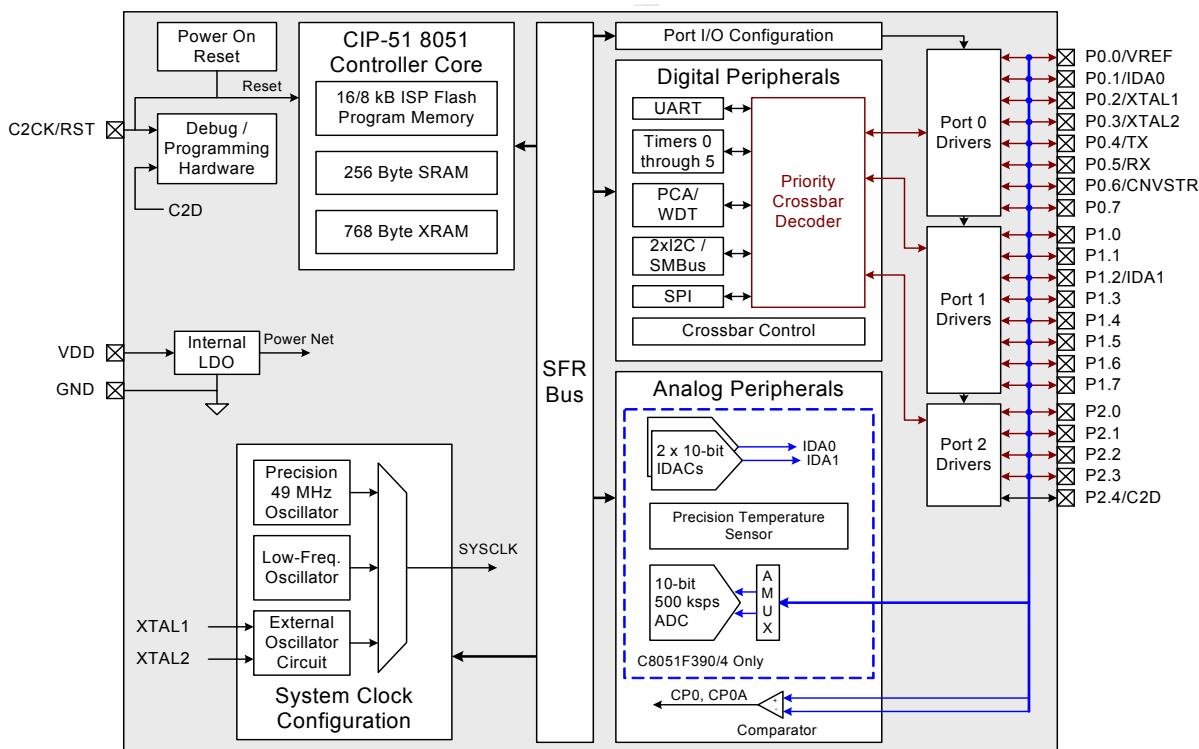 Power On
Reset
Reset
C2CK/RST
Debug /
Programming
Hardware
C2D
VDD
Internal
LDO
Power Net
GND
CIP-51 8051
Controller Core
16/8 kB ISP Flash
Program Memory
256 Byte SRAM
768 Byte XRAM
Precision
49 MHz
Oscillator
Low-Freq.
Oscillator
External
Oscillator
Circuit
XTAL1
XTAL2
SYSCLK
System Clock
Configuration
SFR
Bus
Port I/O Configuration
Digital Peripherals
UART
Timers 0
through 5
PCA/
WDT
2xI2C /
SMBus
SPI
Priority
Crossbar
Decoder
Crossbar Control
Analog Peripherals
2 x 10-bit
IDACs
IDA0
IDA1
Precision Temperature
Sensor
10-bit
500 ksps
ADC
A
M
U
X
C8051F390/4 Only
CP0, CP0A
+
-
Comparator
Port 0
Drivers
Port 1
Drivers
Port 2
Drivers
P0.0/VREF
P0.1/IDA0
P0.2/XTAL1
P0.3/XTAL2
P0.4/TX
P0.5/RX
P0.6/CNVSTR
P0.7
P1.0
P1.1
P1.2/IDA1
P1.3
P1.4
P1.5
P1.6
P1.7
P2.0
P2.1
P2.2
P2.3
P2.4/C2D